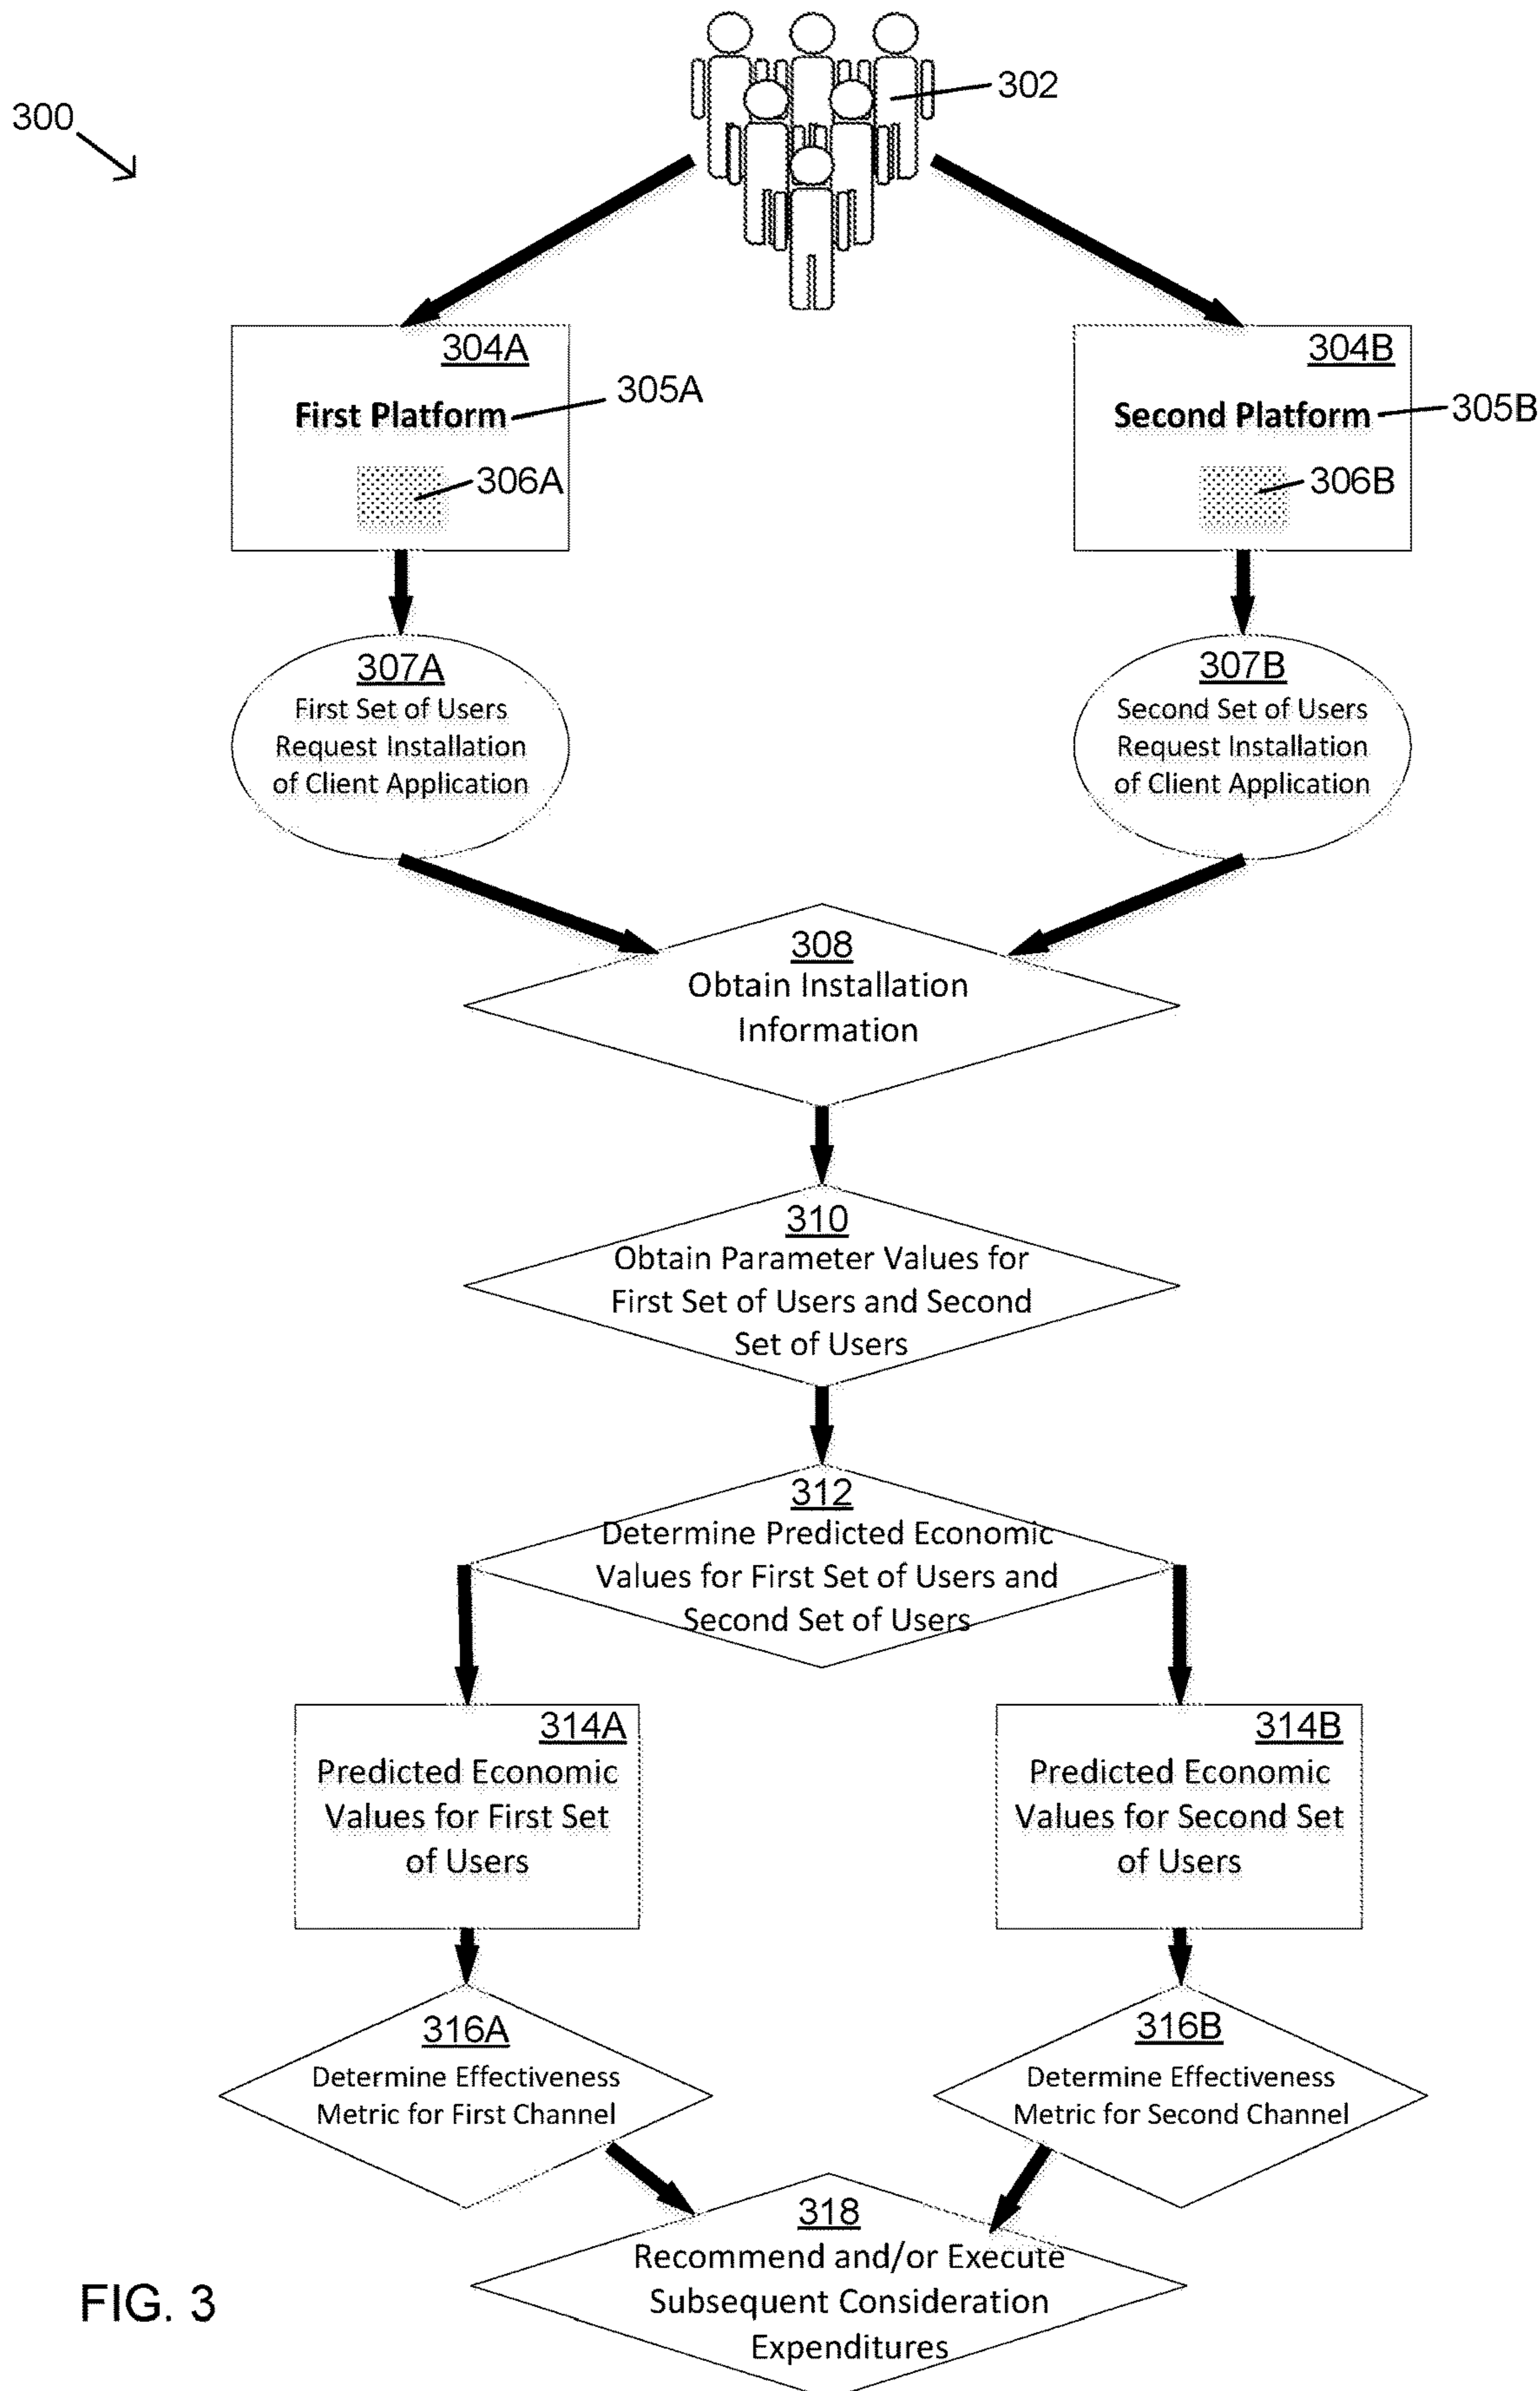 302
300
304A
304B
First Platform
305A
Second Platform
305B
306A
306B
307A
First Set of Users
Request Installation
of Client Application
307B
Second Set of Users
Request Installation
of Client Application
308
Obtain Installation
Information
310
Obtain Parameter Values for
First Set of Users and Second
Set of Users
312
Determine Predicted Economic
Values for First Set of Users and
Second Set of Users
314A
Predicted Economic
Values for First Set
of Users
314B
Predicted Economic
Values for Second Set
of Users
316A
Determine Effectiveness
Metric for First Channel
316B
Determine Effectiveness
Metric for Second Channel
318
Recommend and/or Execute
Subsequent Consideration
Expenditures
FIG. 3